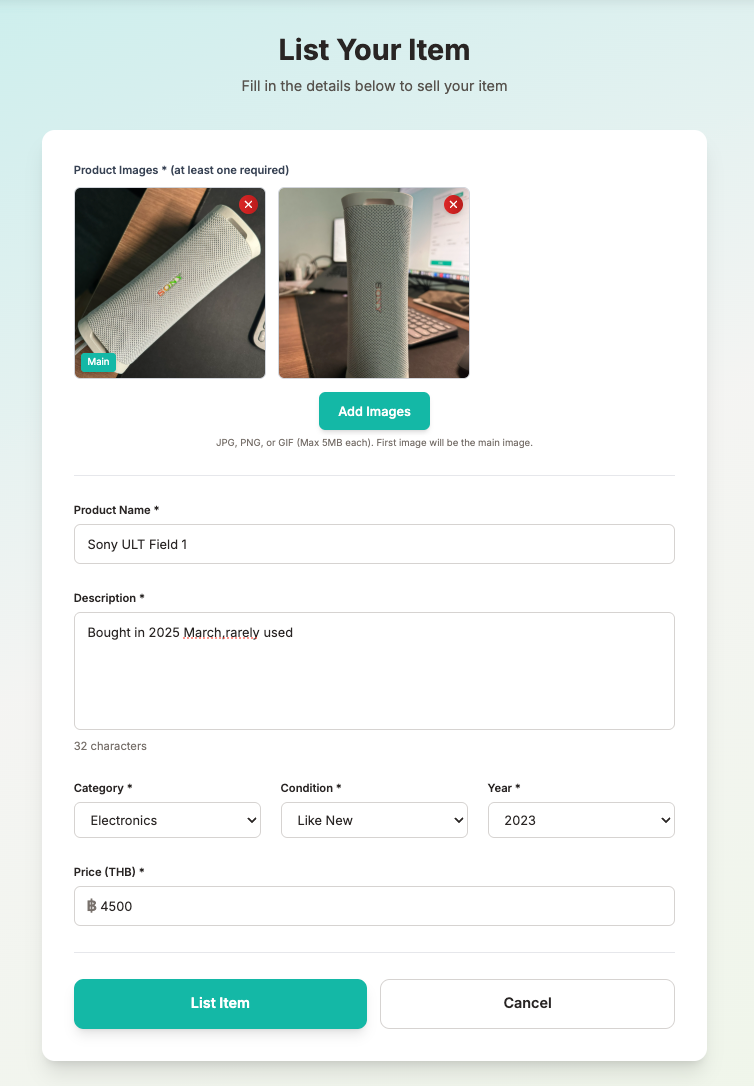 List Your Item
Fill in the details below to sell your item
Product Images * (at least one required)
SONY
Main
SONY
Add Images
JPG, PNG, or GIF (Max 5MB each). First image will be the main image.
Product Name *
Sony ULT Field 1
Description *
Bought in 2025 March,rarely used
32 characters
Category *
Condition *
Year *
Electronics
Like New
2023
Price (THB) *
฿ 4500
List Item
Cancel